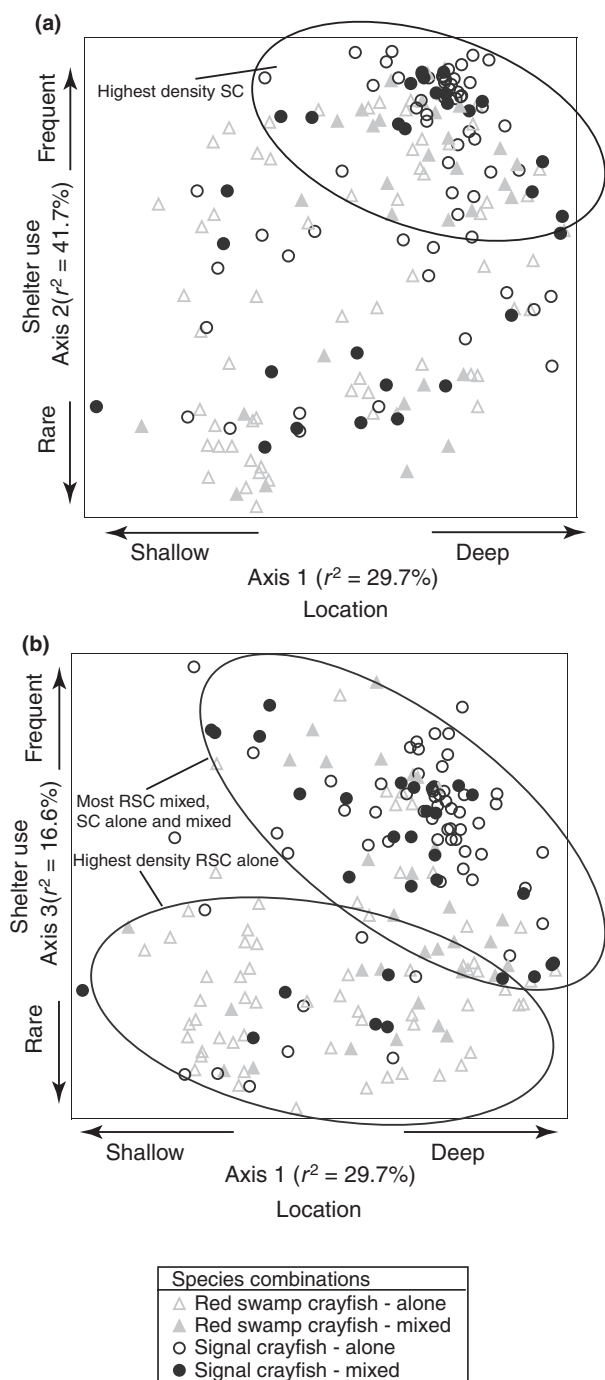 (a)
Highest density SC
Frequent
Shelter use
Axis 2(r² = 41.7%)
Rare
Shallow
Deep
Axis 1 (r² = 29.7%)
Location
(b)
Frequent
Most RSC mixed,
SC alone and mixed
Highest density RSC alone
Shelter use
Axis 3(r² = 16.6%)
Rare
Shallow
Deep
Axis 1 (r² = 29.7%)
Location
Species combinations
Red swamp crayfish - alone
Red swamp crayfish - mixed
Signal crayfish - alone
Signal crayfish - mixed